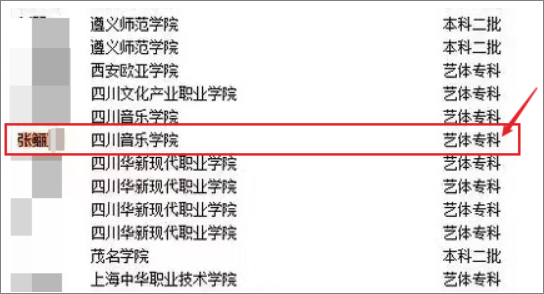 遵义师范学院 本科二批
遵义师范学院 本科二批
西安欧亚学院 艺体专科
四川文化产业职业学院 艺体专科
四川音乐学院 艺体专科
张 四川音乐学院 艺体专科
四川华新现代职业学院 艺体专科
四川华新现代职业学院 艺体专科
四川华新现代职业学院 艺体专科
四川华新现代职业学院 艺体专科
茂名学院 本科二批
上海中华职业技术学院 艺体专科